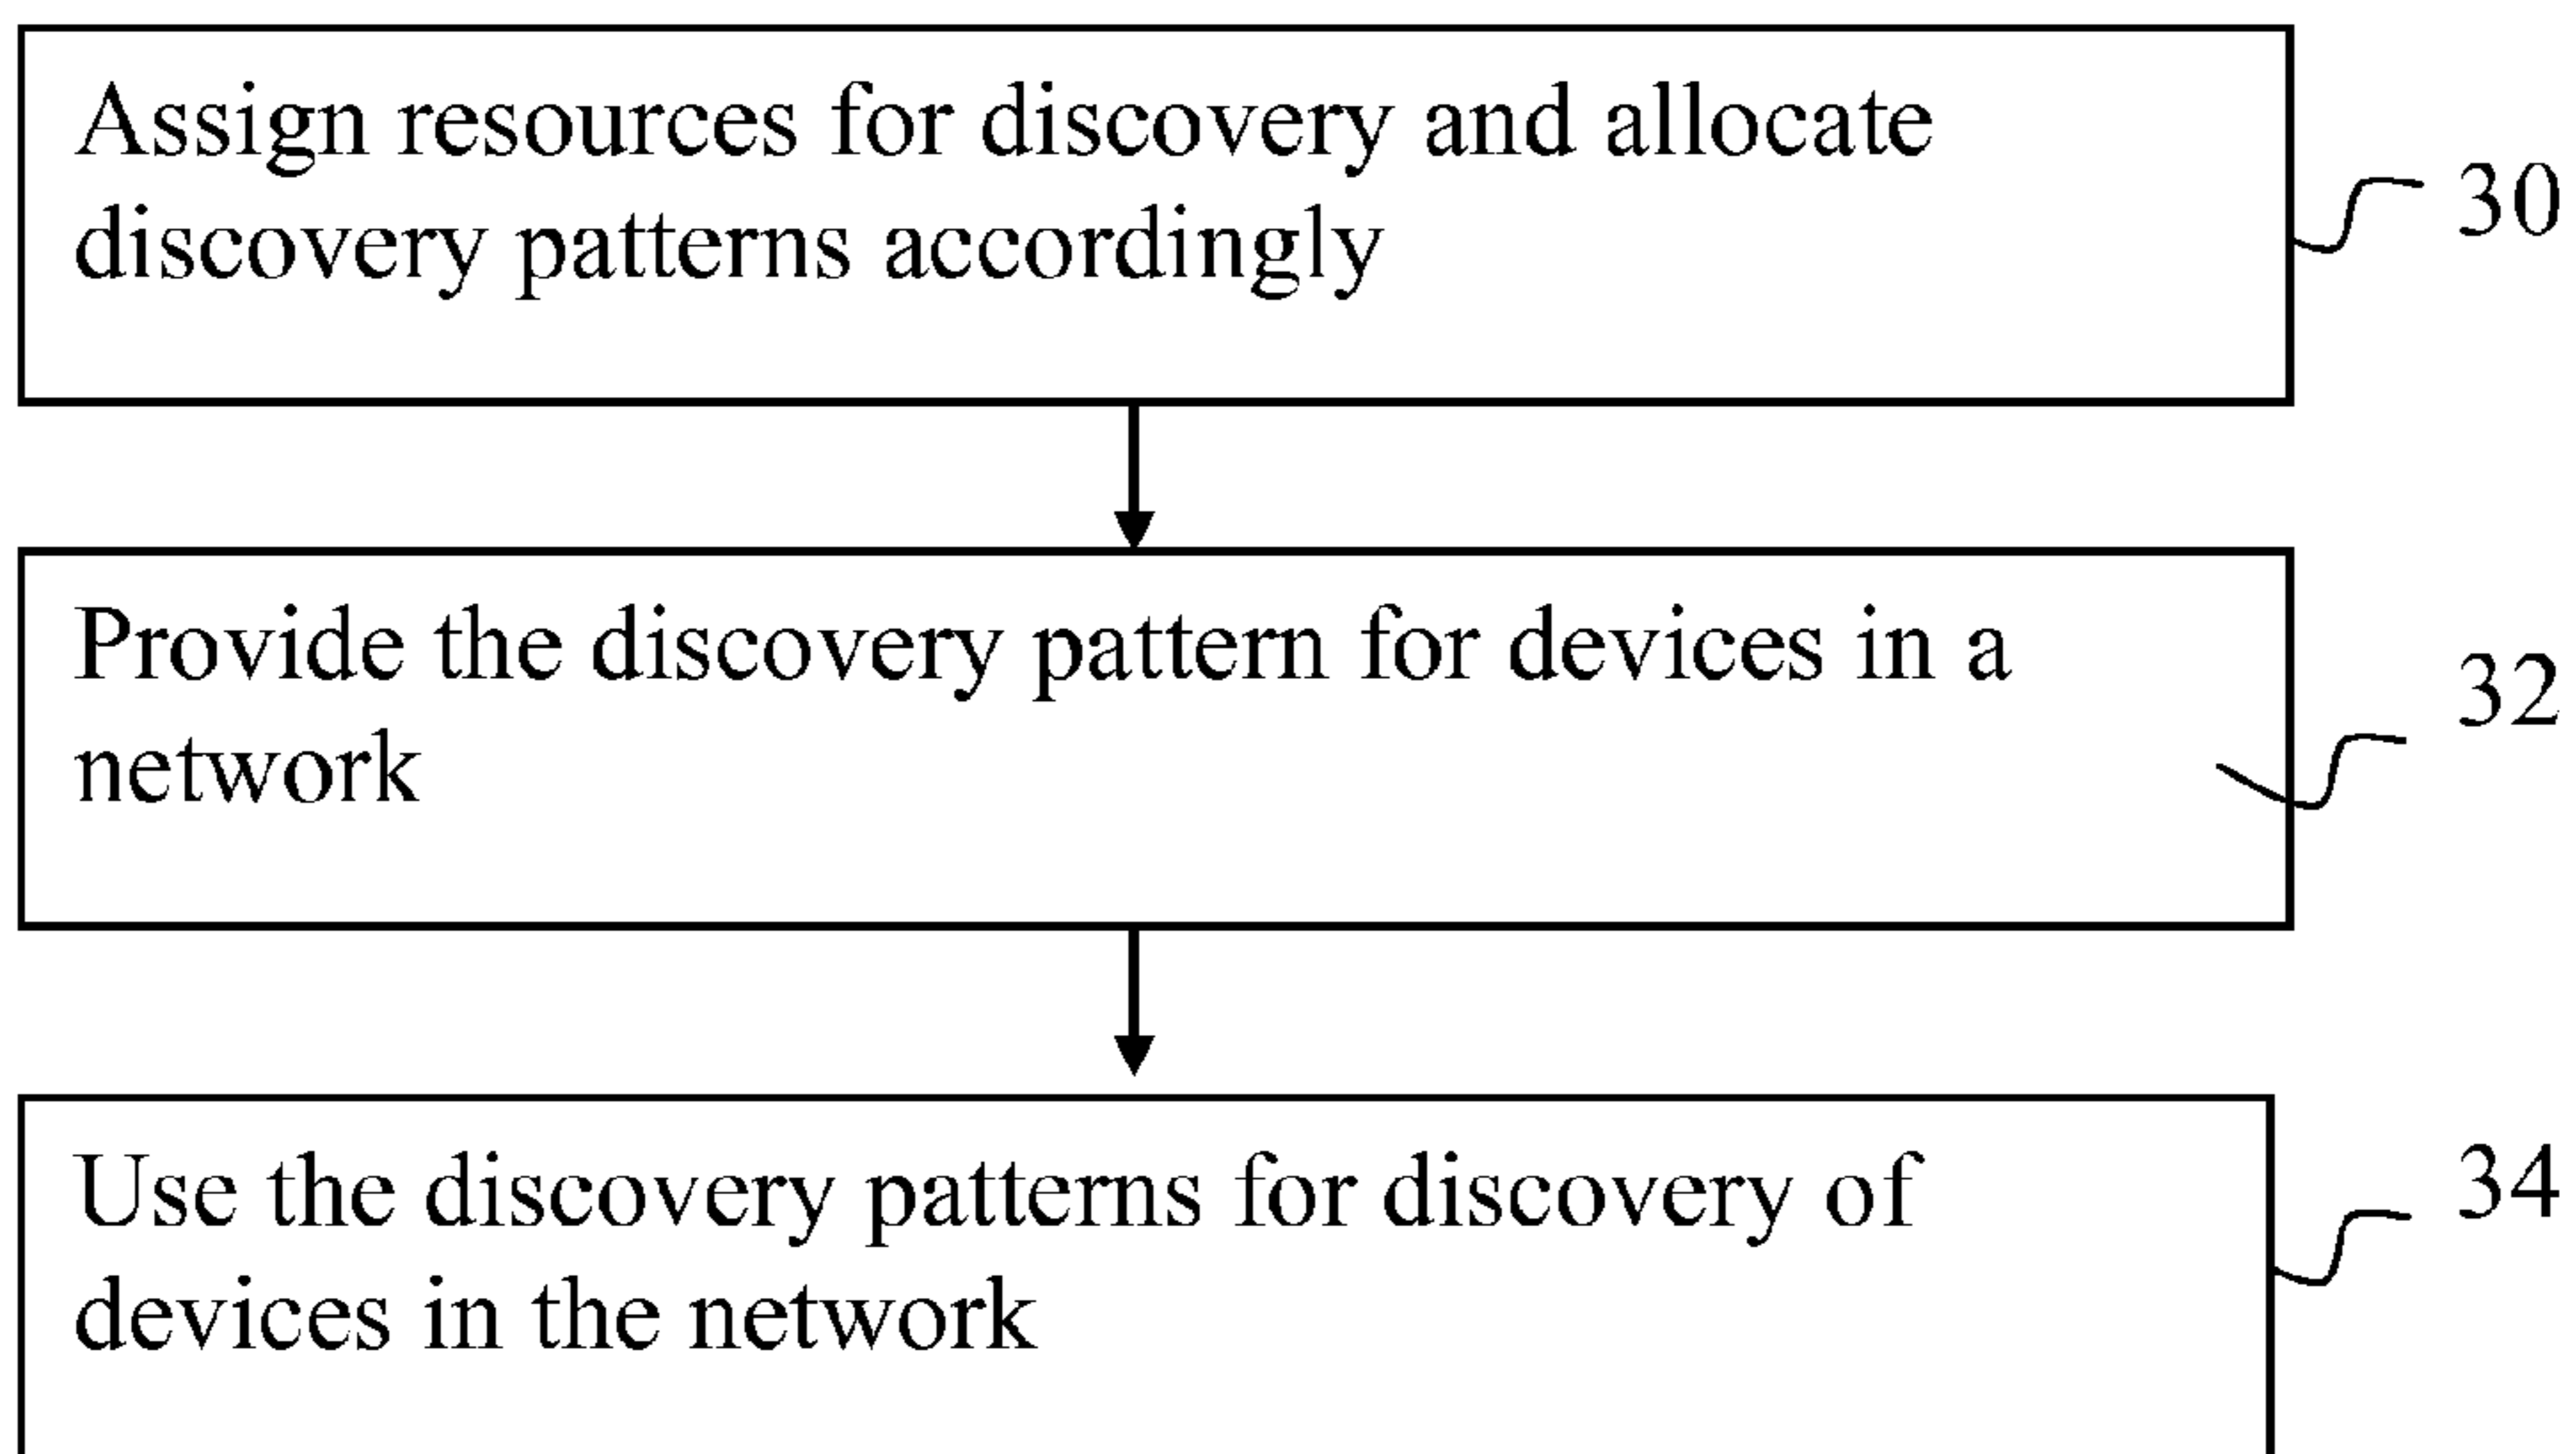 Assign resources for discovery and allocate
discovery patterns accordingly
30
Provide the discovery pattern for devices in a
network
32
Use the discovery patterns for discovery of
devices in the network
34